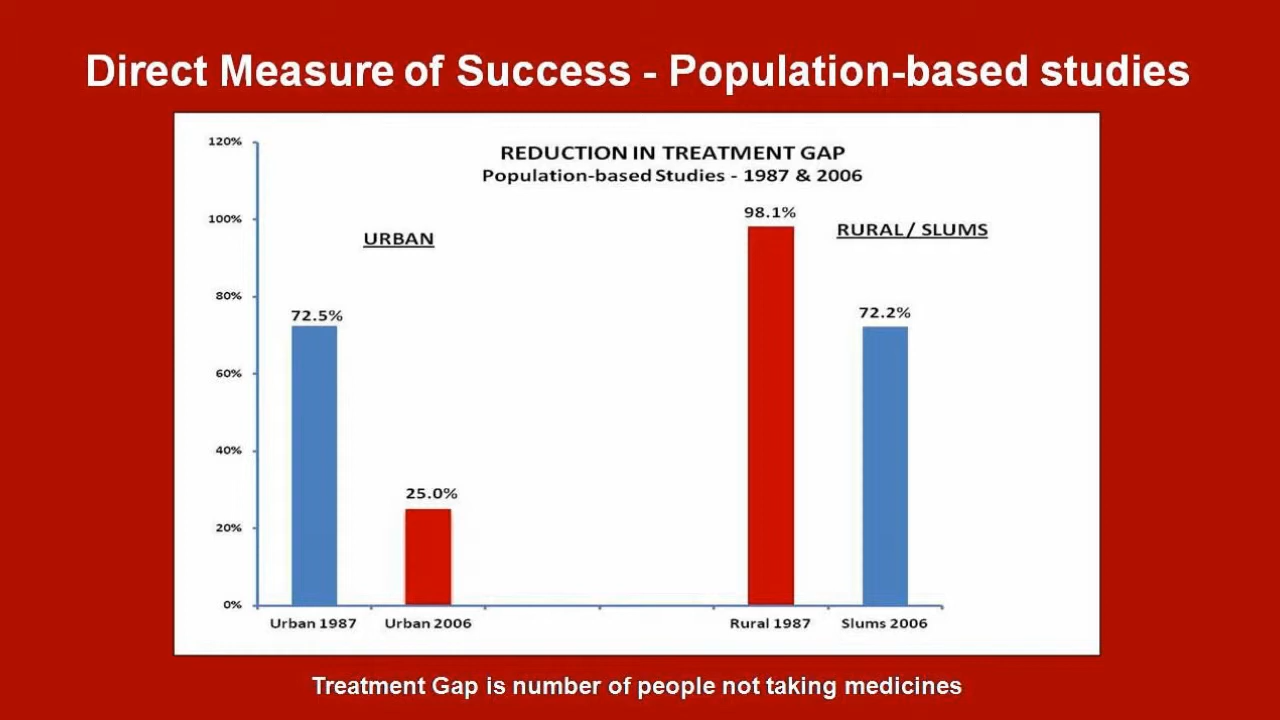 Direct Measure of Success - Population-based studies
REDUCTION IN TREATMENT GAP
Population-based Studies - 1987 & 2006
120%
100%
80%
60%
40%
20%
0%
URBAN
RURAL / SLUMS
72.5%
25.0%
98.1%
72.2%
Urban 1987
Urban 2006
Rural 1987
Slums 2006
Treatment Gap is number of people not taking medicines